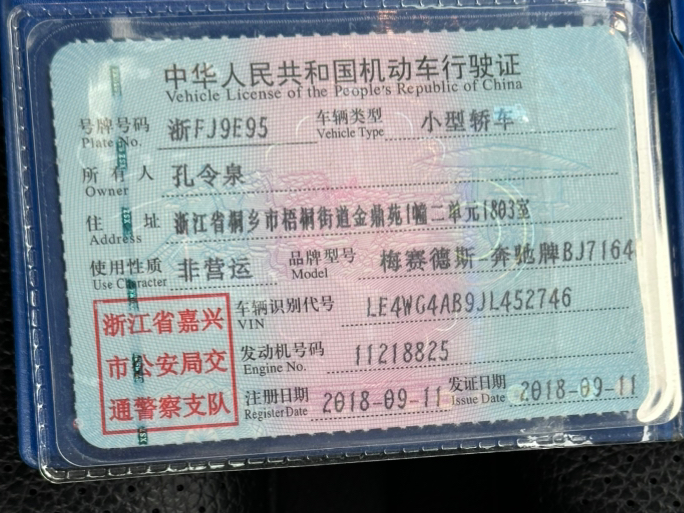 中华人民共和国机动车行驶证
Vehicle License of the People's Republic of China
号牌号码 浙FJ9E95 车辆类型 小型轿车
Plate No. Vehicle Type
所有人 孔令泉
Owner
住址 浙江省桐乡市梧桐街道金鼎苑1幢二单元1803室
Address
使用性质 非营运 品牌型号 梅赛德斯-奔驰牌BJ7164
Use Character Model
浙江省嘉兴
市公安局交
通警察支队
车辆识别代号 LE4WG4AB9JL452746
VIN
发动机号码 11218825
Engine No.
注册日期 2018-09-11 发证日期 2018-09-11
Register Date Issue Date